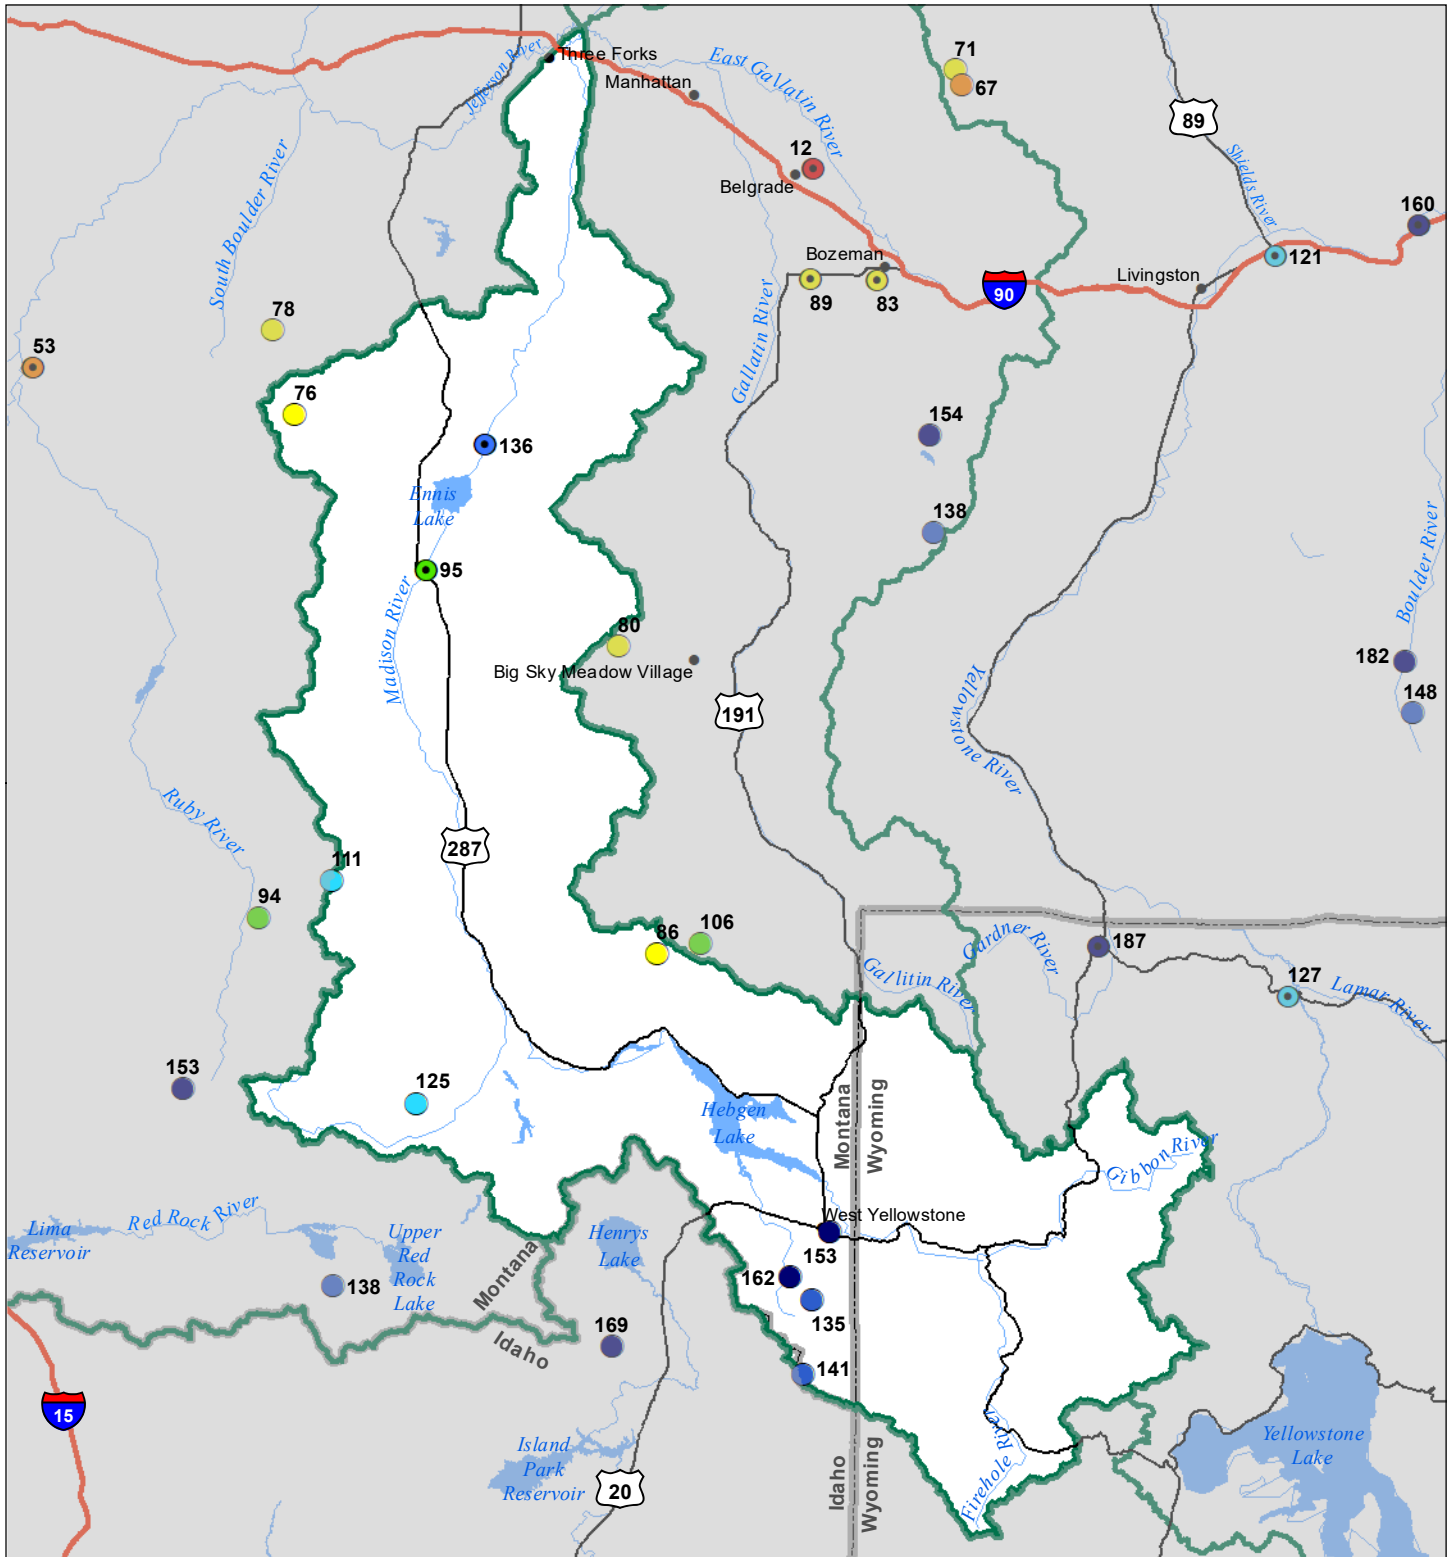 Three Forks
Jefferson River
Manhattan
East Gallatin River
71
67
89
12
Belgrade
South Boulder River
Shields River
160
121
Bozeman
89
83
90
Livingston
Gallatin River
78
53
76
136
154
Ennis
Lake
138
95
Boulder River
Madison River
80
Big Sky Meadow Village
182
148
191
Yellowstone River
Ruby River
287
111
94
86
106
Gardner River
187
Gallitin River
127
Lamar River
153
125
Hebgen
Lake
Montana
Wyoming
Gibbon River
West Yellowstone
153
162
135
141
Red Rock River
Lima
Reservoir
Upper
Red
Rock
Lake
138
Henrys
Lake
Montana
Idaho
169
15
Island
Park
Reservoir
20
Idaho
Wyoming
Firehole River
Yellowstone
Lake